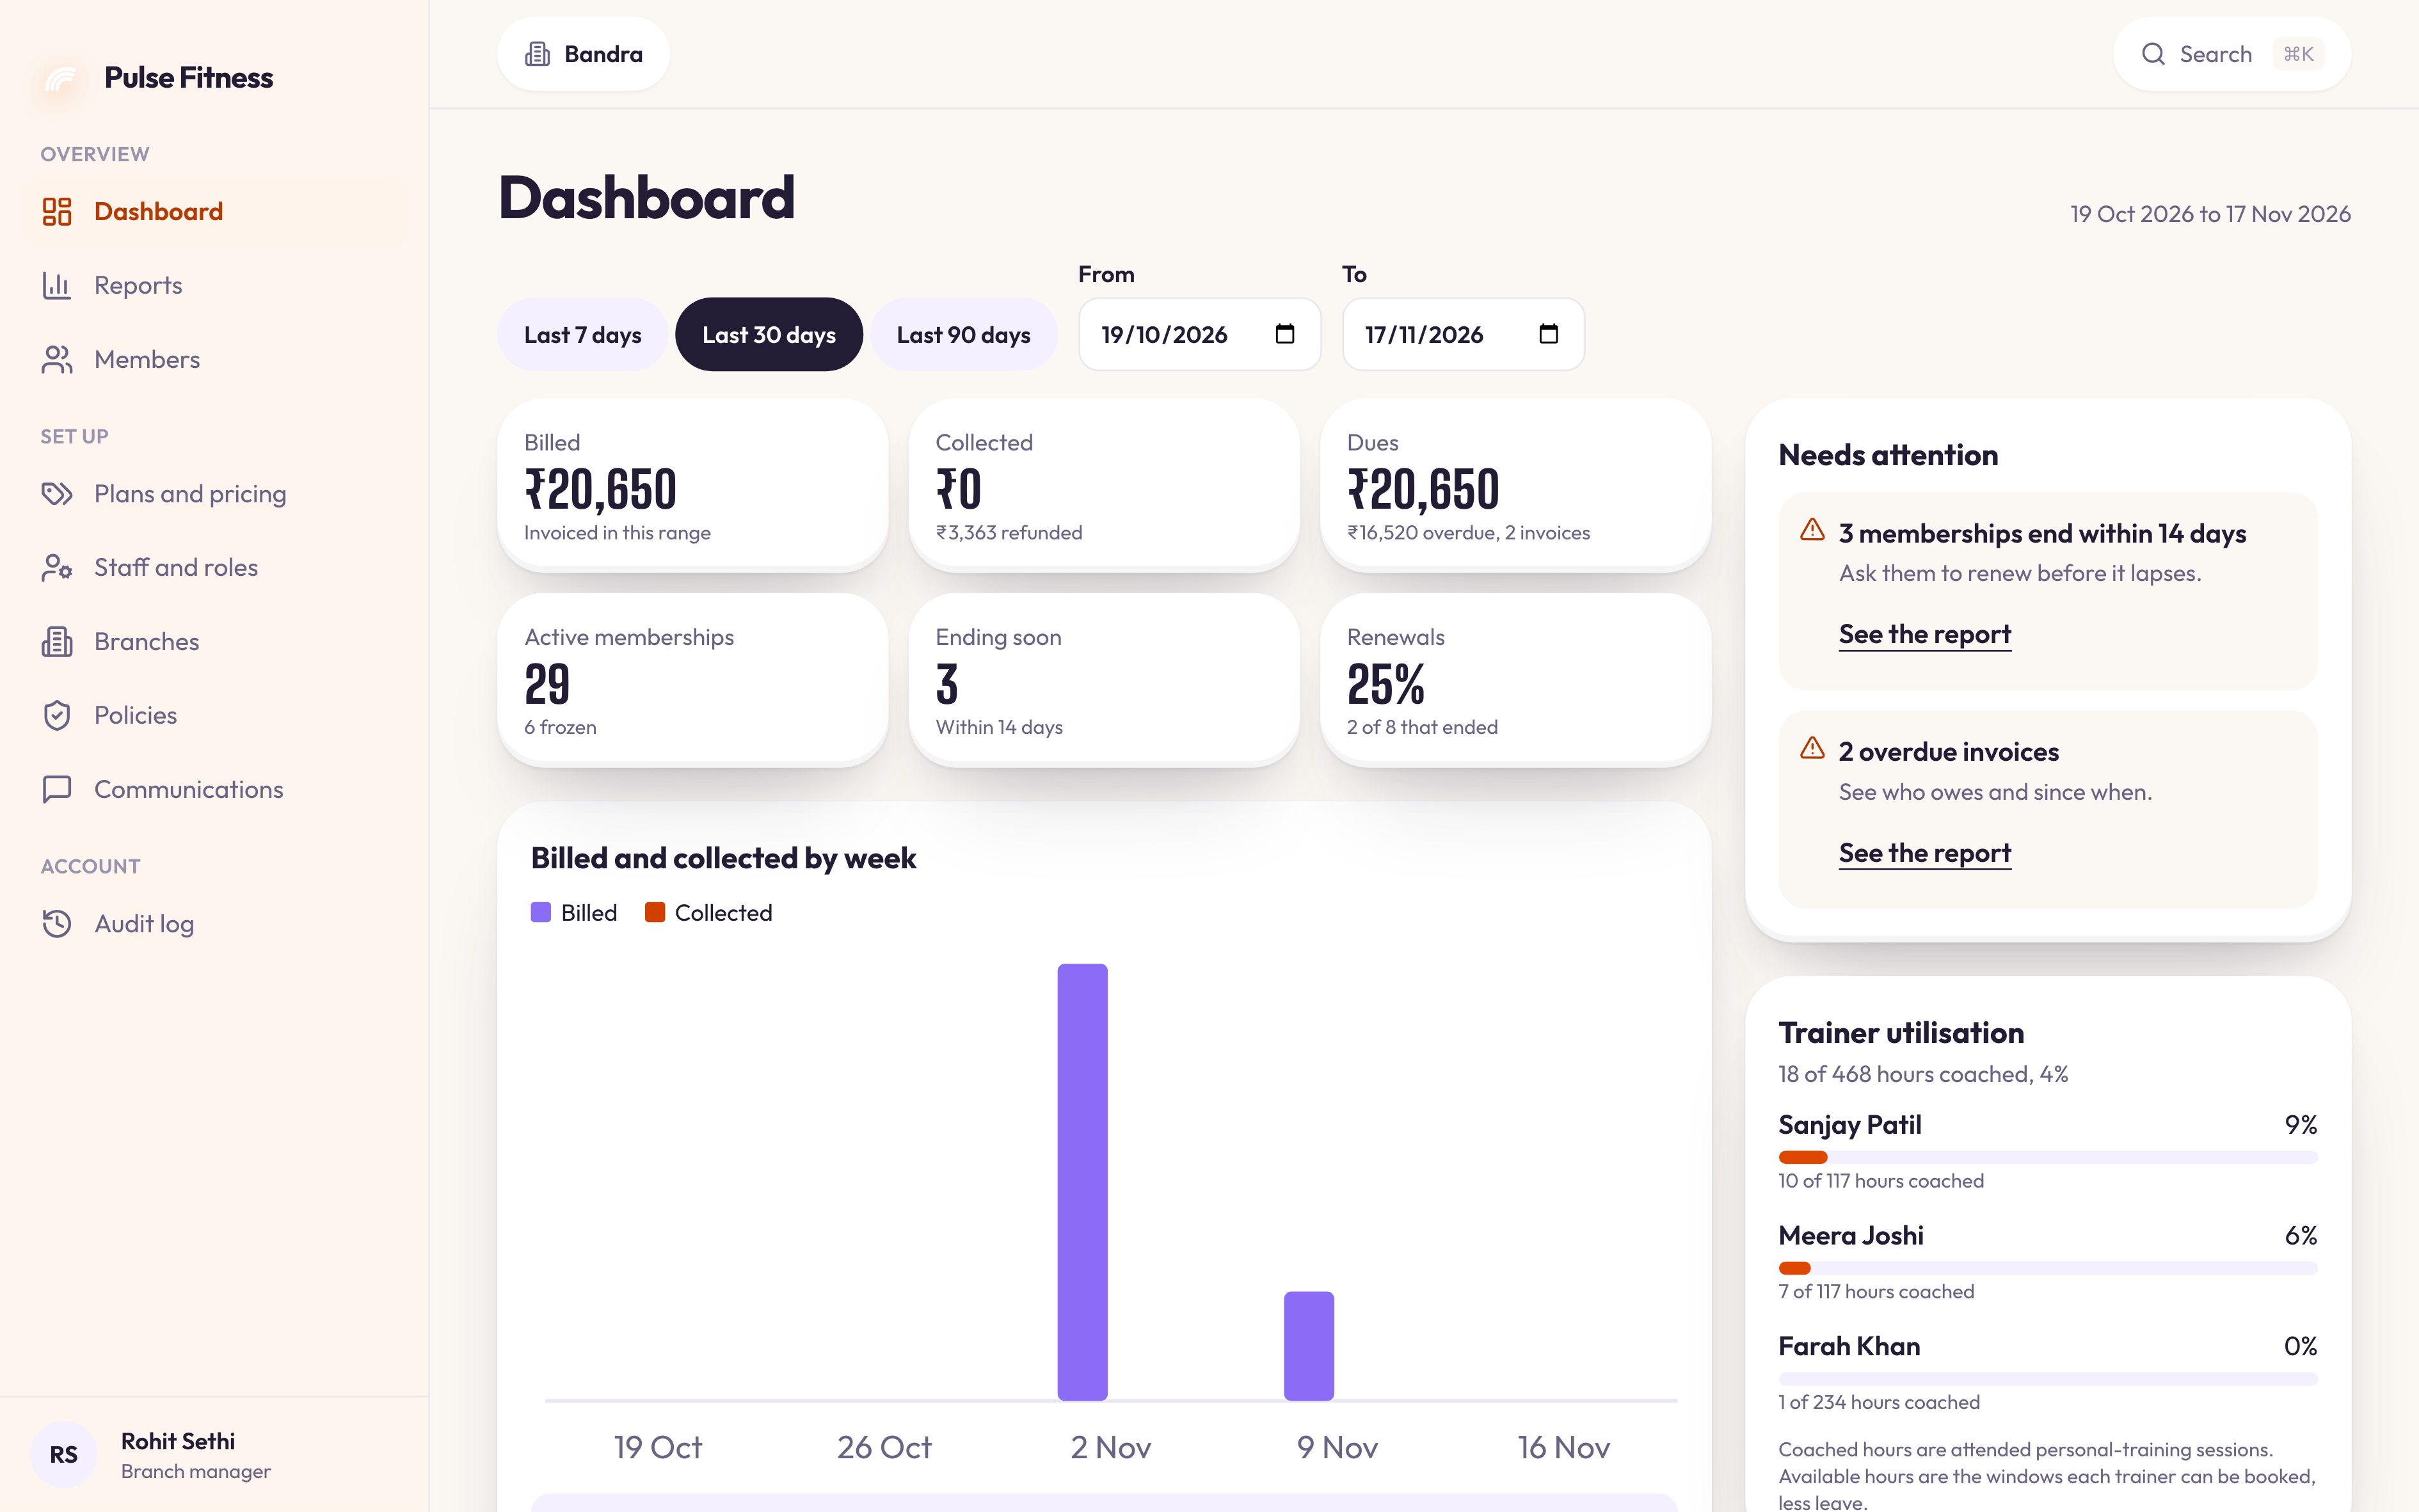 Pulse Fitness
OVERVIEW
Dashboard
Reports
Members
SET UP
Plans and pricing
Staff and roles
Branches
Policies
Communications
ACCOUNT
Audit log
RS
Rohit Sethi
Branch manager
Bandra
Search ⌘K
Dashboard
19 Oct 2026 to 17 Nov 2026
Last 7 days
Last 30 days
Last 90 days
From
19/10/2026
To
17/11/2026
Billed
₹20,650
Invoiced in this range
Collected
₹0
₹3,363 refunded
Dues
₹20,650
₹16,520 overdue, 2 invoices
Active memberships
29
6 frozen
Ending soon
3
Within 14 days
Renewals
25%
2 of 8 that ended
Billed and collected by week
Billed
Collected
19 Oct
26 Oct
2 Nov
9 Nov
16 Nov
Needs attention
3 memberships end within 14 days
Ask them to renew before it lapses.
See the report
2 overdue invoices
See who owes and since when.
See the report
Trainer utilisation
18 of 468 hours coached, 4%
Sanjay Patil 9%
10 of 117 hours coached
Meera Joshi 6%
7 of 117 hours coached
Farah Khan 0%
1 of 234 hours coached
Coached hours are attended personal-training sessions.
Available hours are the windows each trainer can be booked,
less leave.